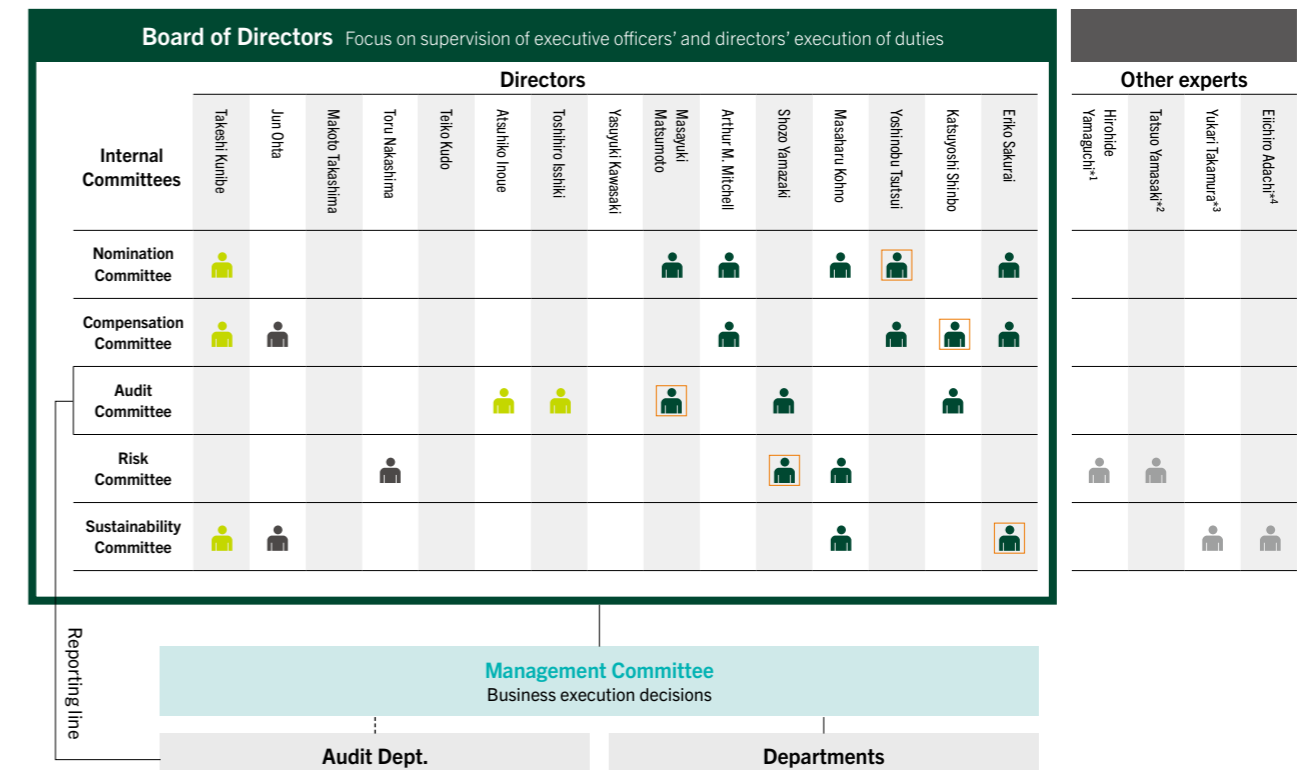 Board of Directors Focus on supervision of executive officers' and directors' execution of duties
Directors
Other experts
Internal
Committees
Takeshi Kunibe
Jun Ohta
Makoto Takashima
Toru Nakashima
Teiko Kudo
Atsuhiko Inoue
Toshihiro Isshiki
Yasuyuki Kawasaki
Masayuki
Matsumoto
Arthur M. Mitchell
Shozo Yamazaki
Masaharu Kohno
Yoshinobu Tsutsui
Katsuyoshi Shinbo
Eriko Sakurai
Hirohide
Yamaguchi*1
Tatsuo Yamasaki*2
Yukari Takamura*3
Eiichiro Adachi*4
Nomination
Committee
Compensation
Committee
Audit
Committee
Risk
Committee
Sustainability
Committee
Reporting line
Management Committee
Business execution decisions
Audit Dept.
Departments